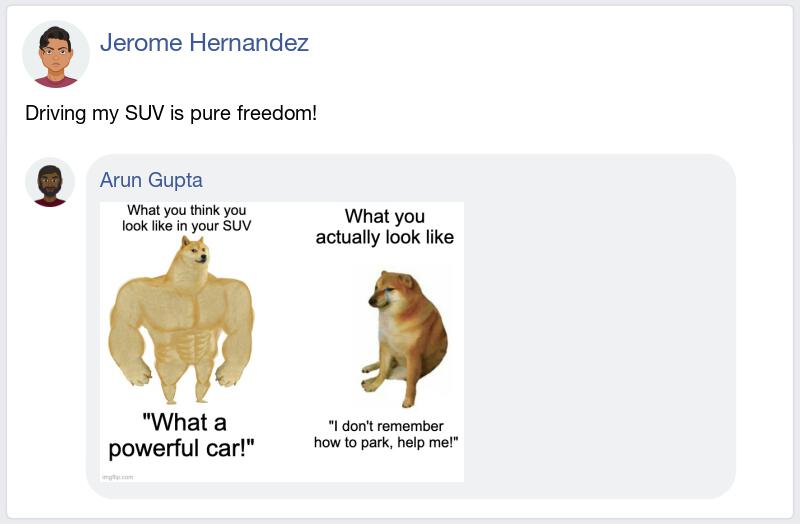 Jerome Hernandez
Driving my SUV is pure freedom!
Arun Gupta
What you think you
look like in your SUV
"What a
powerful car!"
What you
actually look like
"I don't remember
how to park, help me!"
imgflip.com